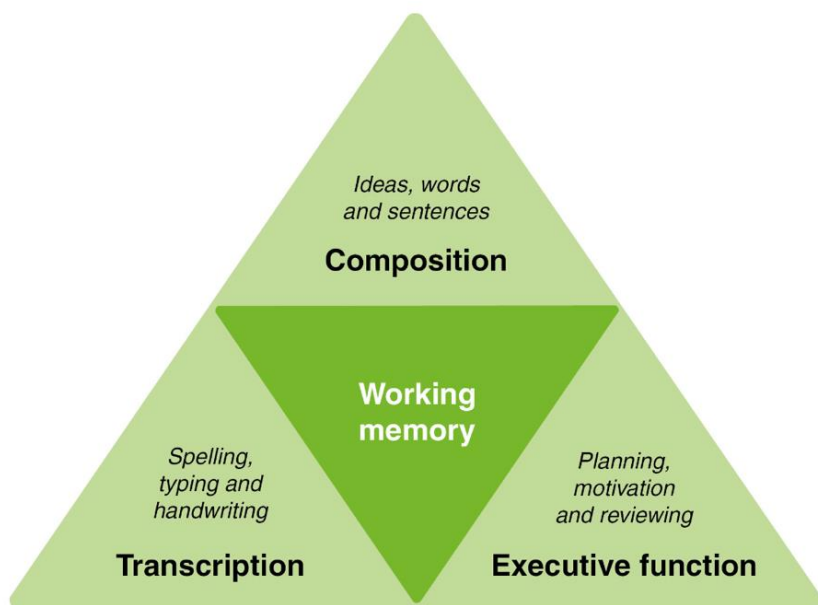 Ideas, words
and sentences
Composition
Working
memory
Spelling,
typing and
handwriting
Transcription
Planning,
motivation
and reviewing
Executive function